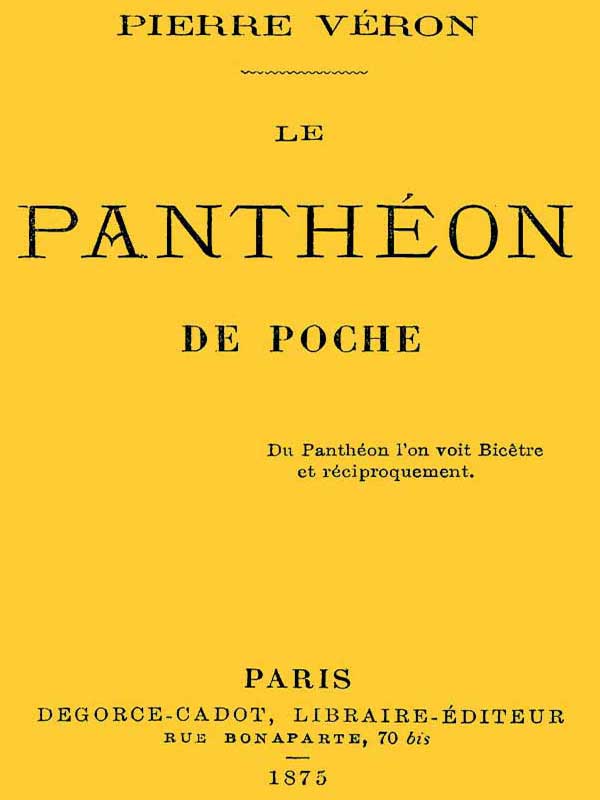 PIERRE VÉRON
LE
PANTHÉON
DE POCHE
Du Panthéon l'on voit Bicêtre
et réciproquement.
PARIS
DEGORCE-CADOT, LIBRAIRE-ÉDITEUR
RUE BONAPARTE, 70 bis
1875